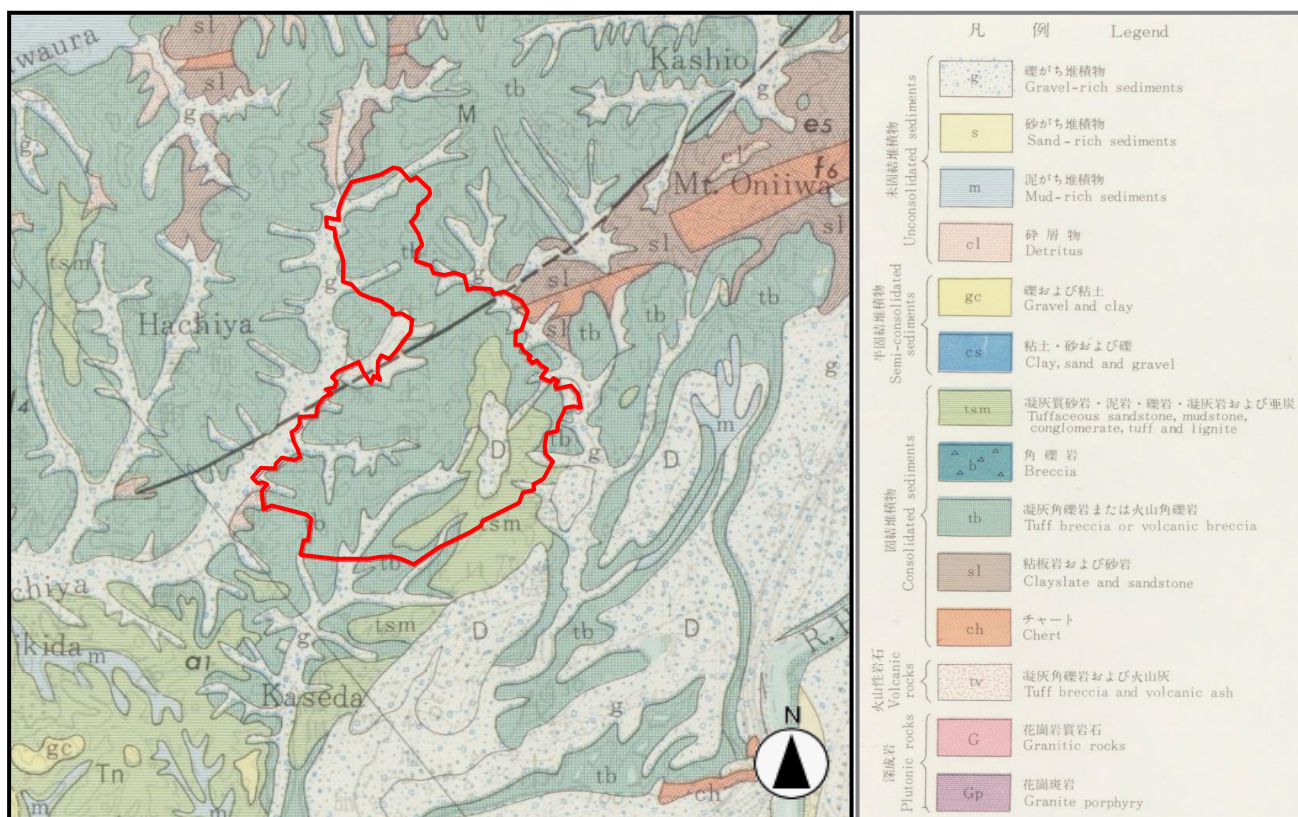 waura
sl
Kashio
g
sl
tb
g
g
M
e5
cl
f6
Mt. Oniiwa
sl
sl
tsm
g
g
sl
tb
Hachiya
sl
tb
tb
g
14
D
m
D
tb
g
tb
tsm
tb
chiya
tsm
D
tb
D
R.
kida
m
g
a1
Kaseda
g
N
gc
Tn
tb
m
m
ch
凡 例 Legend
未固結堆積物
Unconsolidated sediments
g 礫がち堆積物
Gravel-rich sediments
s 砂がち堆積物
Sand-rich sediments
m 泥がち堆積物
Mud-rich sediments
cl 砕屑物
Detritus
半固結堆積物
Semi-consolidated sediments
gc 礫および粘土
Gravel and clay
cs 粘土・砂および礫
Clay, sand and gravel
固結堆積物
Consolidated sediments
tsm 凝灰質砂岩・泥岩・礫岩・凝灰岩および亜炭
Tuffaceous sandstone, mudstone,
conglomerate, tuff and lignite
b 角礫岩
Breccia
tb 凝灰角礫岩または火山角礫岩
Tuff breccia or volcanic breccia
sl 粘板岩および砂岩
Clayslate and sandstone
ch チャート
Chert
火山性岩石
Volcanic rocks
tv 凝灰角礫岩および火山灰
Tuff breccia and volcanic ash
深成岩
Plutonic rocks
G 花崗岩質岩石
Granitic rocks
Gp 花崗斑岩
Granite porphyry